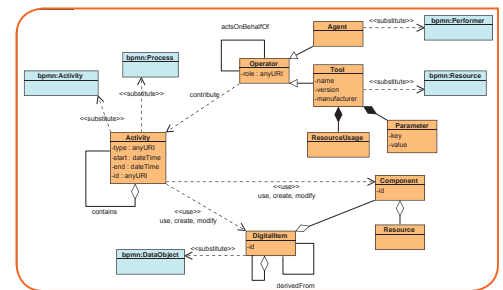 actsOnBehalfOf
Agent
<<substitute>>
bpmn:Performer
bpmn:Process
Operator
-role : anyURI
bpmn:Activity
Tool
-name
-version
-manufacturer
<<substitute>>
bpmn:Resource
<<substitute>>
contribute
<<substitute>>
Parameter
-key
-value
Activity
-type : anyURI
-start : dateTime
-end : dateTime
-id : anyURI
ResourceUsage
contains
<<use>>
use, create, modify
Component
-id
<<use>>
use, create, modify
Resource
DigitalItem
-id
<<substitute>>
bpmn:DataObject
derivedFrom